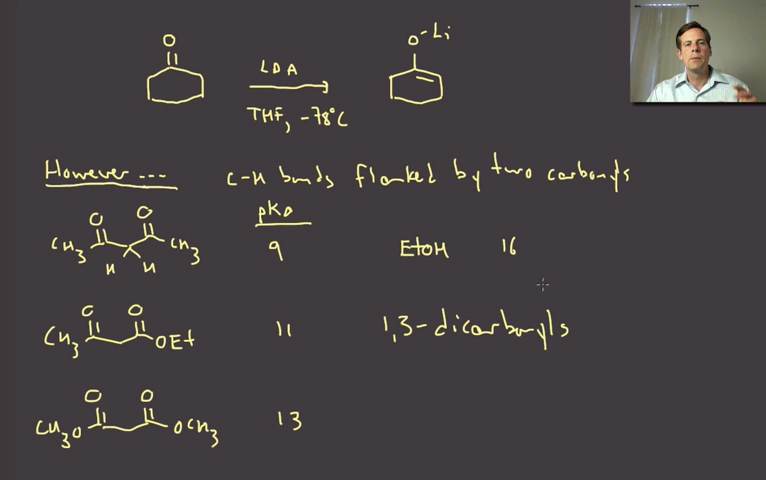 O
LDA
THF, -78°C
O-Li
However ---- C-H bonds flanked by two carbonyls
pKa
O O
CH3 CH3
H H
9
EtOH 16
O O
CH3 OEt
11
1,3-dicarbonyls
O O
CH3O OCH3
13